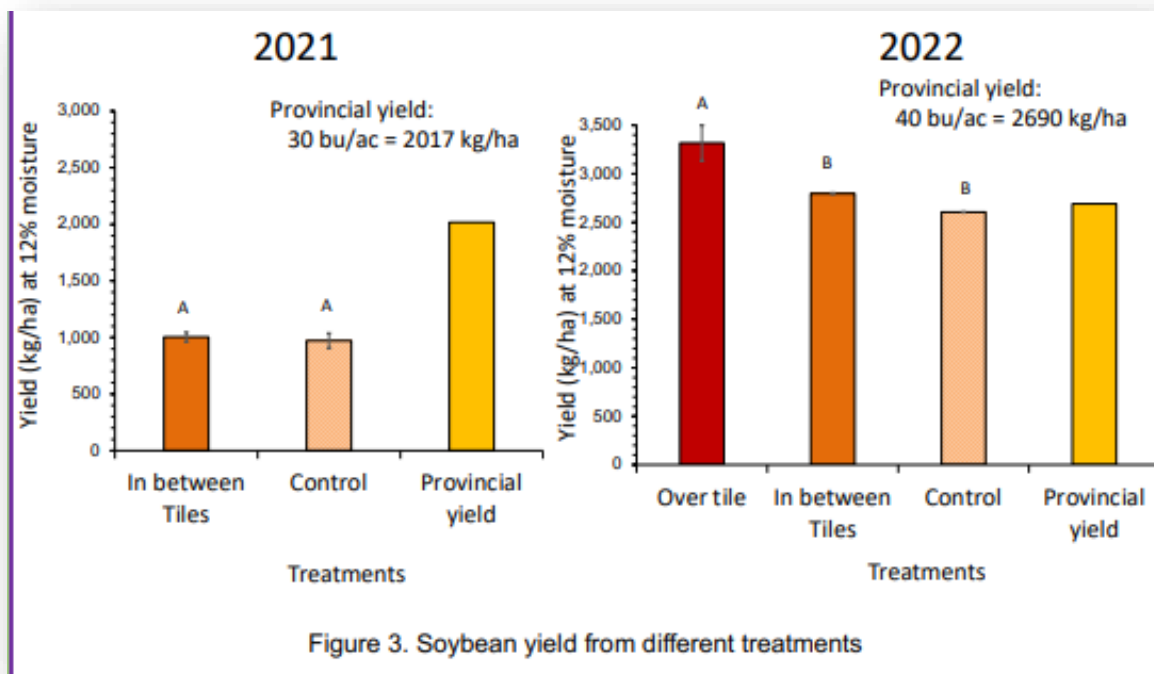 2021
Provincial yield:
30 bu/ac = 2017 kg/ha
Yield (kg/ha) at 12% moisture
3,000
2,500
2,000
1,500
1,000
500
0
A
A
In between
Tiles
Control
Provincial
yield
Treatments
2022
Provincial yield:
40 bu/ac = 2690 kg/ha
Yield (kg/ha) at 12% moisture
3,500
3,000
2,500
2,000
1,500
1,000
500
0
A
B
B
Over tile
In between
Tiles
Control
Provincial
yield
Treatments
Figure 3. Soybean yield from different treatments